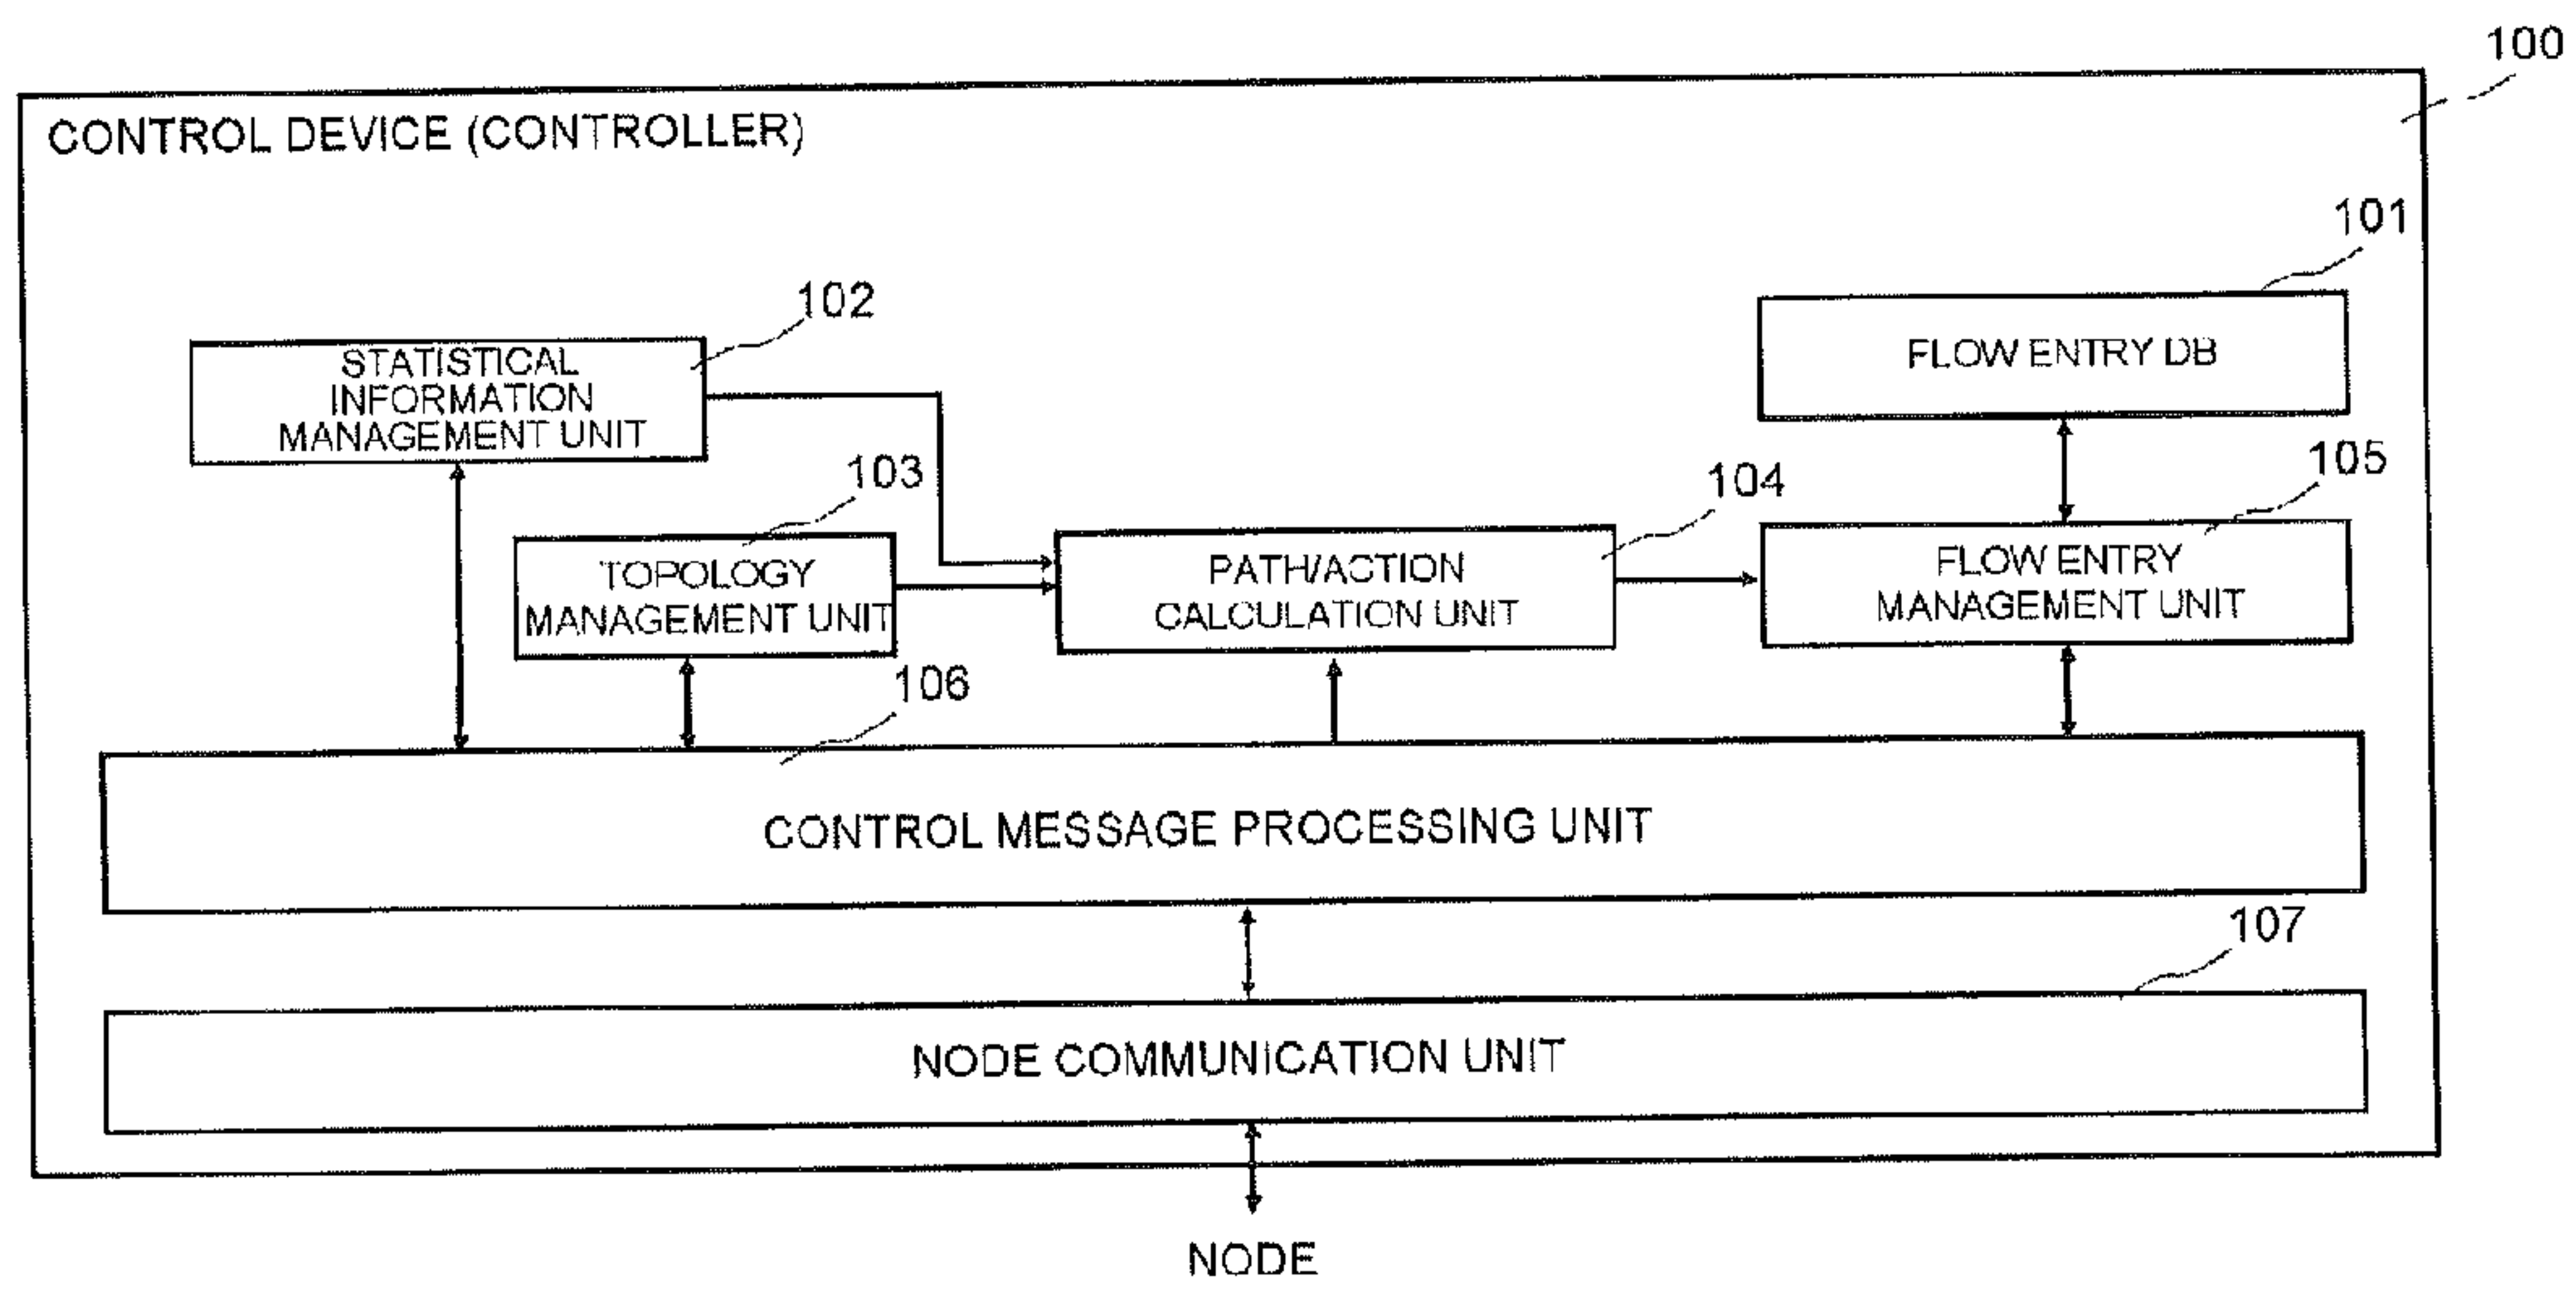 100
CONTROL DEVICE (CONTROLLER)
101
102
FLOW ENTRY DB
STATISTICAL
INFORMATION
MANAGEMENT UNIT
103
104
105
TOPOLOGY
MANAGEMENT UNIT
PATH/ACTION
CALCULATION UNIT
FLOW ENTRY
MANAGEMENT UNIT
106
CONTROL MESSAGE PROCESSING UNIT
107
NODE COMMUNICATION UNIT
NODE